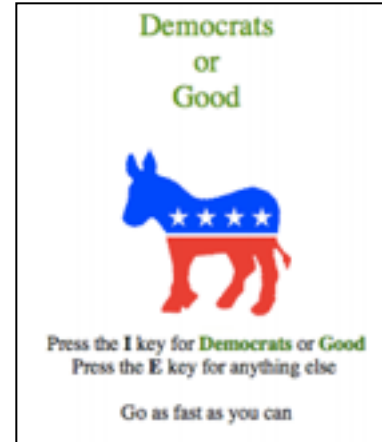 Democrats
or
Good
Press the I key for Democrats or Good
Press the E key for anything else
Go as fast as you can